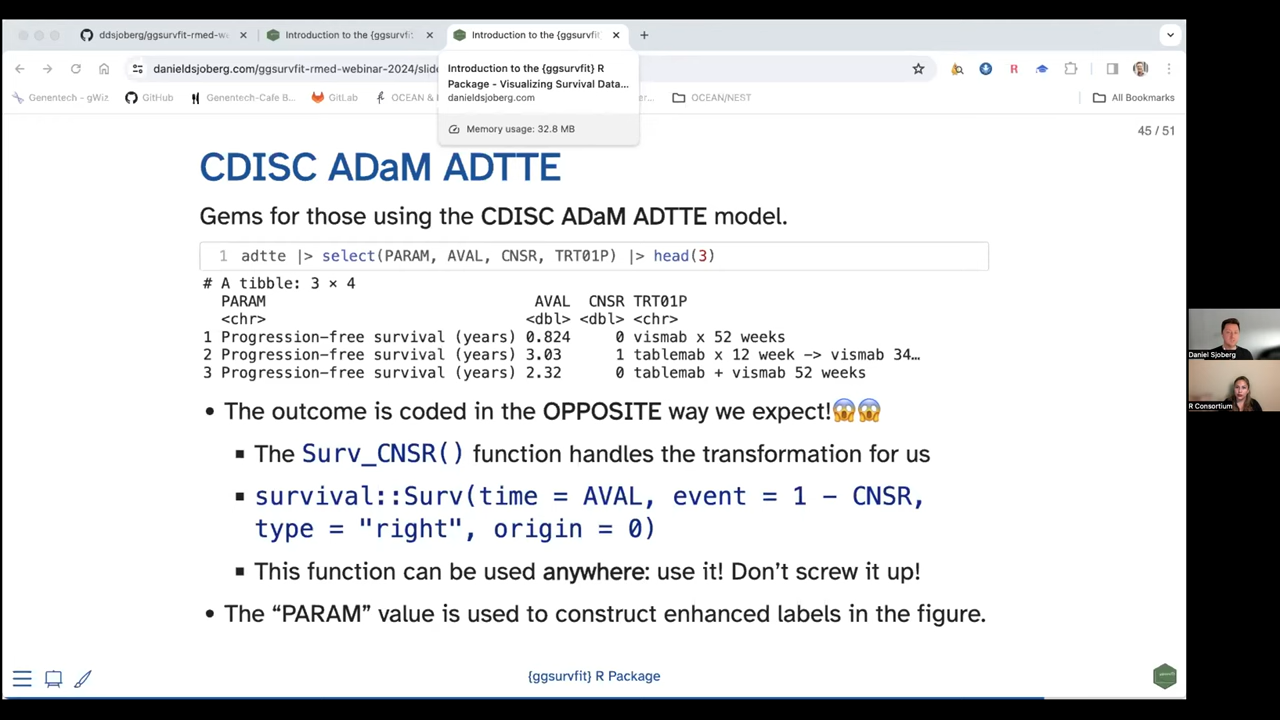 ddsjoberg/ggsurvfit-rmed-we
Introduction to the {ggsurvfit}
Introduction to the {ggsurvfit}
danieldsjoberg.com/ggsurvfit-rmed-webinar-2024/slide
Introduction to the {ggsurvfit} R
Package - Visualizing Survival Data...
danieldsjoberg.com
Memory usage: 32.8 MB
Genentech - gWiz
GitHub
Genentech-Cafe B...
GitLab
OCEAN &
OCEAN/NEST
All Bookmarks
45 / 51
CDISC ADaM ADTTE
Gems for those using the CDISC ADaM ADTTE model.
1 adtte |> select(PARAM, AVAL, CNSR, TRT01P) |> head(3)
# A tibble: 3 × 4
PARAM AVAL CNSR TRT01P
<chr> <dbl> <dbl> <chr>
1 Progression-free survival (years) 0.824 0 vismab x 52 weeks
2 Progression-free survival (years) 3.03 1 tablemab x 12 week -> vismab 34…
3 Progression-free survival (years) 2.32 0 tablemab + vismab 52 weeks
• The outcome is coded in the OPPOSITE way we expect!😱😱
▪ The Surv_CNSR() function handles the transformation for us
▪ survival::Surv(time = AVAL, event = 1 - CNSR,
type = "right", origin = 0)
▪ This function can be used anywhere: use it! Don’t screw it up!
• The “PARAM” value is used to construct enhanced labels in the figure.
{ggsurvfit} R Package
Daniel Sjoberg
R Consortium